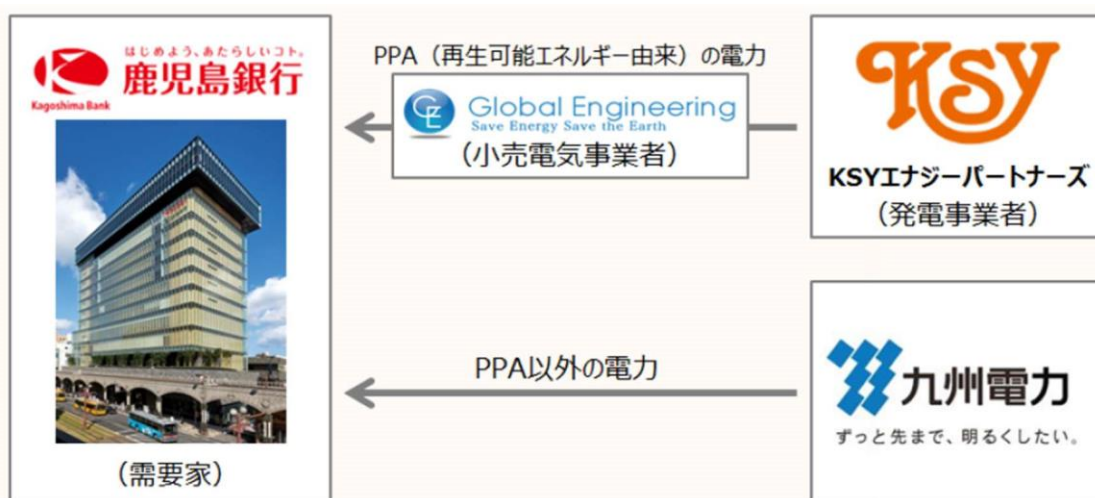 はじめよう、あたらしいコト。
鹿児島銀行
Kagoshima Bank
(需要家)
PPA(再生可能エネルギー由来)の電力
GE Global Engineering
Save Energy Save the Earth
(小売電気事業者)
PPA以外の電力
KSY
KSYエナジーパートナーズ
(発電事業者)
九州電力
ずっと先まで、明るくしたい。